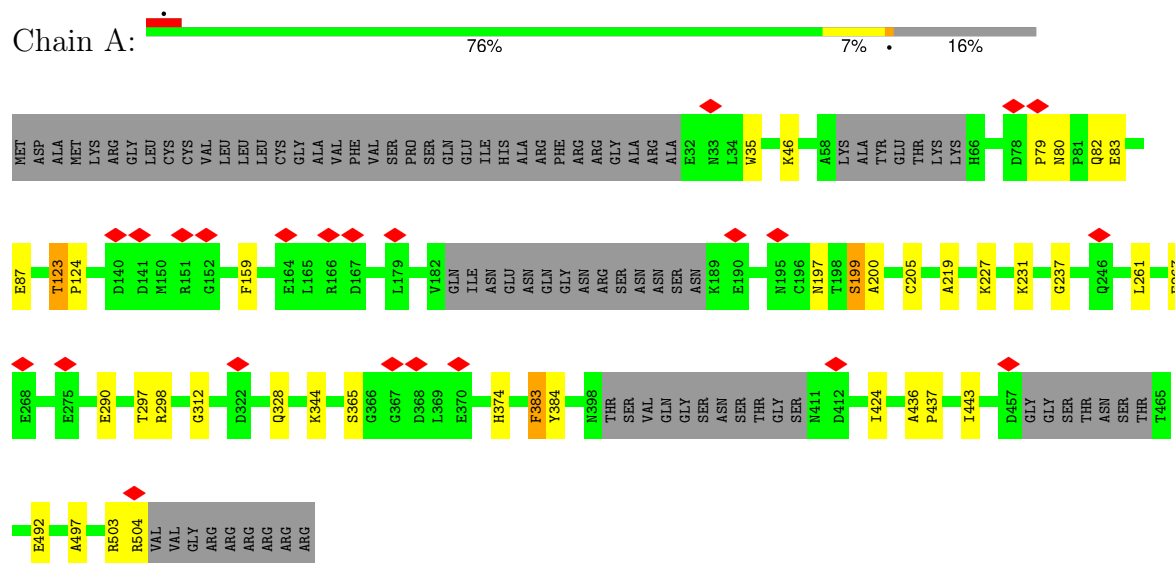 Chain A:
76% 7% • 16%
MET ASP ALA MET LYS ARG GLY LEU CYS CYS VAL LEU LEU LEU CYS GLY ALA VAL PHE VAL SER PRO SER GLN GLU ILE HIS ALA ARG PHE ARG ARG GLY ALA ARG ALA E32 N33 L34 W35 K46 A58 LYS ALA TYR GLU THR LYS LYS H66 D78 P79 N80 P81 Q82 E83
E87 T123 P124 D140 D141 M150 R151 G152 F159 E164 L165 R166 D167 L179 V182 GLN ILE ASN GLU ASN GLN GLY ASN ARG SER ASN ASN SER ASN K189 E190 N195 C196 N197 T198 S199 A200 C205 A219 K227 K231 G237 Q246 L261
E268 E275 E290 T297 R298 G312 D322 Q328 K344 S365 G366 G367 D368 L369 E370 H374 F383 Y384 N398 THR SER VAL GLN GLY SER ASN SER THR GLY SER N411 D412 I424 A436 P437 I443 D457 GLY GLY SER THR ASN SER THR T465
E492 A497 R503 R504 VAL VAL GLY ARG ARG ARG ARG ARG ARG